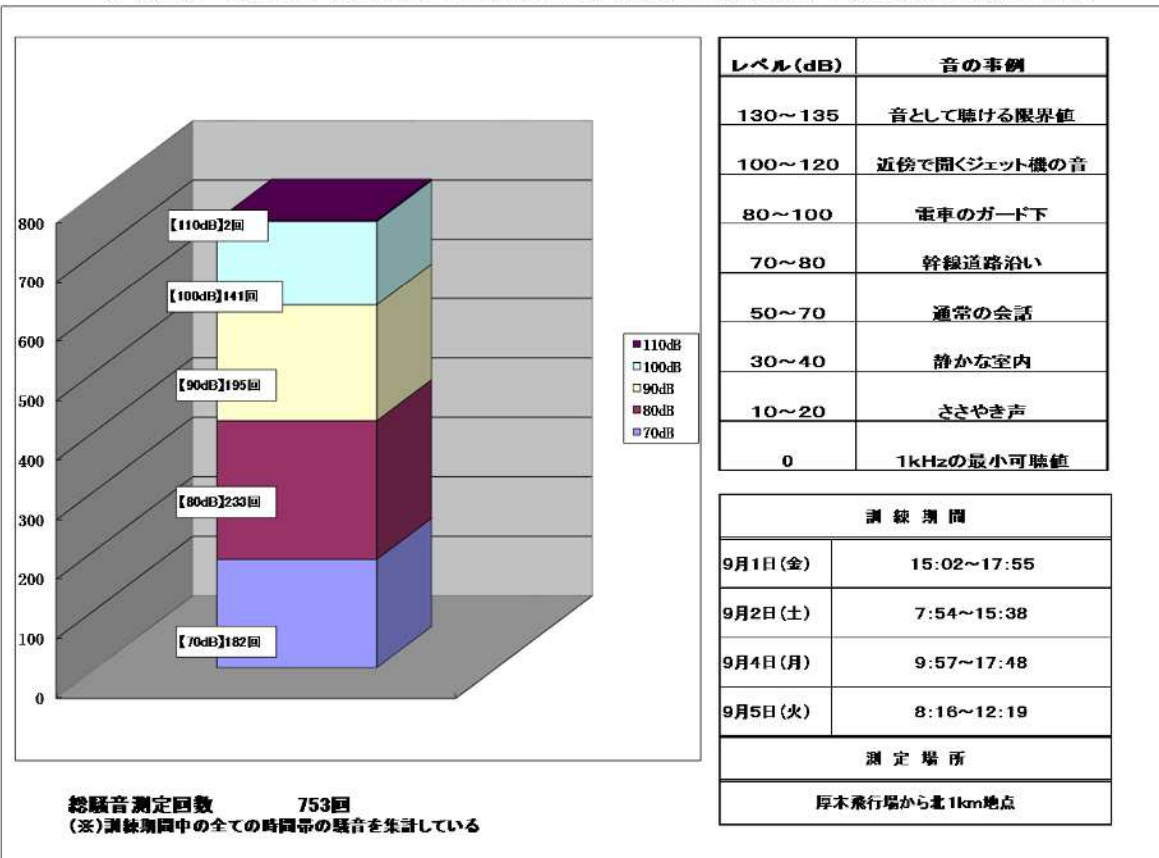 800
700
600
500
400
300
200
100
0
【110dB】2回
【100dB】141回
【90dB】195回
【80dB】233回
【70dB】182回
110dB
100dB
90dB
80dB
70dB
総騒音測定回数 753回
(※)訓練期間中の全ての時間帯の騒音を集計している
レベル(dB) 音の事例
130～135 音として聴ける限界値
100～120 近傍で聞くジェット機の音
80～100 電車のガード下
70～80 幹線道路沿い
50～70 通常の会話
30～40 静かな室内
10～20 ささやき声
0 1kHzの最小可聴値
訓練期間
9月1日(金) 15:02～17:55
9月2日(土) 7:54～15:38
9月4日(月) 9:57～17:48
9月5日(火) 8:16～12:19
測定場所
厚木飛行場から北1km地点